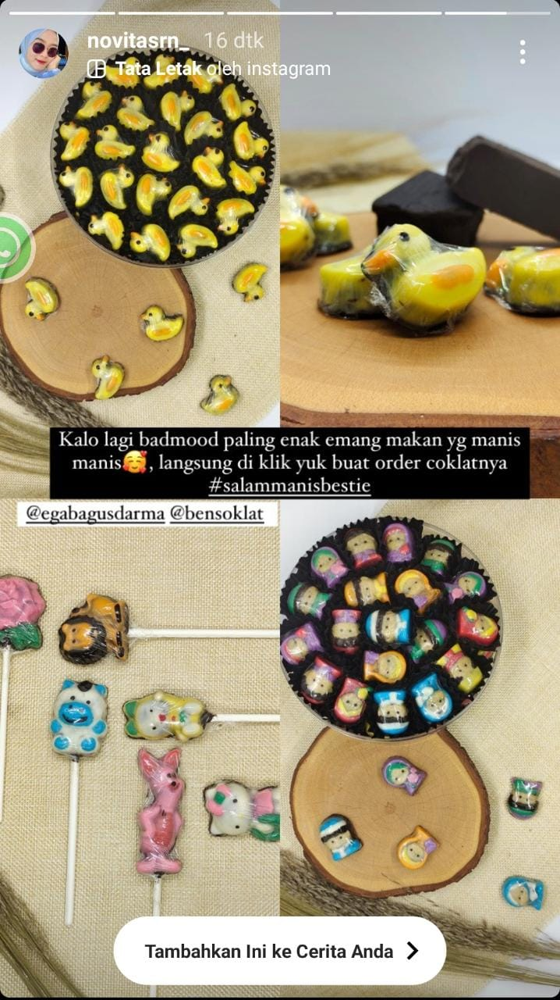 novitasrn_ 16 dtk
Tata Letak oleh instagram
Kalo lagi badmood paling enak emang makan yg manis
manis🥰, langsung di klik yuk buat order coklatnya
#salammanisbestie
@egabagusdarma @bensoklat
Tambahkan Ini ke Cerita Anda